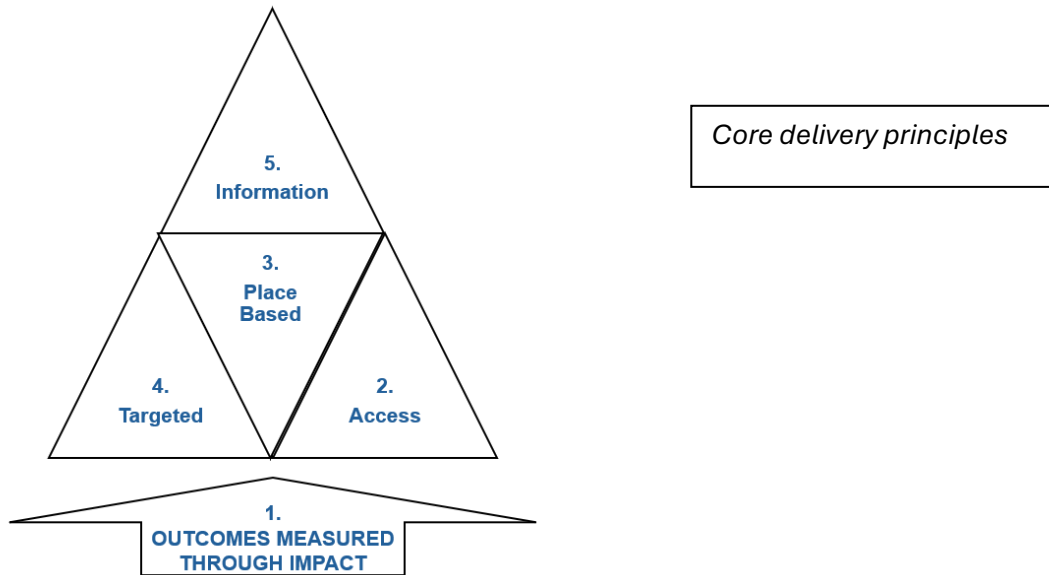 Core delivery principles
5.
Information
3.
Place
Based
4.
Targeted
2.
Access
1.
OUTCOMES MEASURED
THROUGH IMPACT